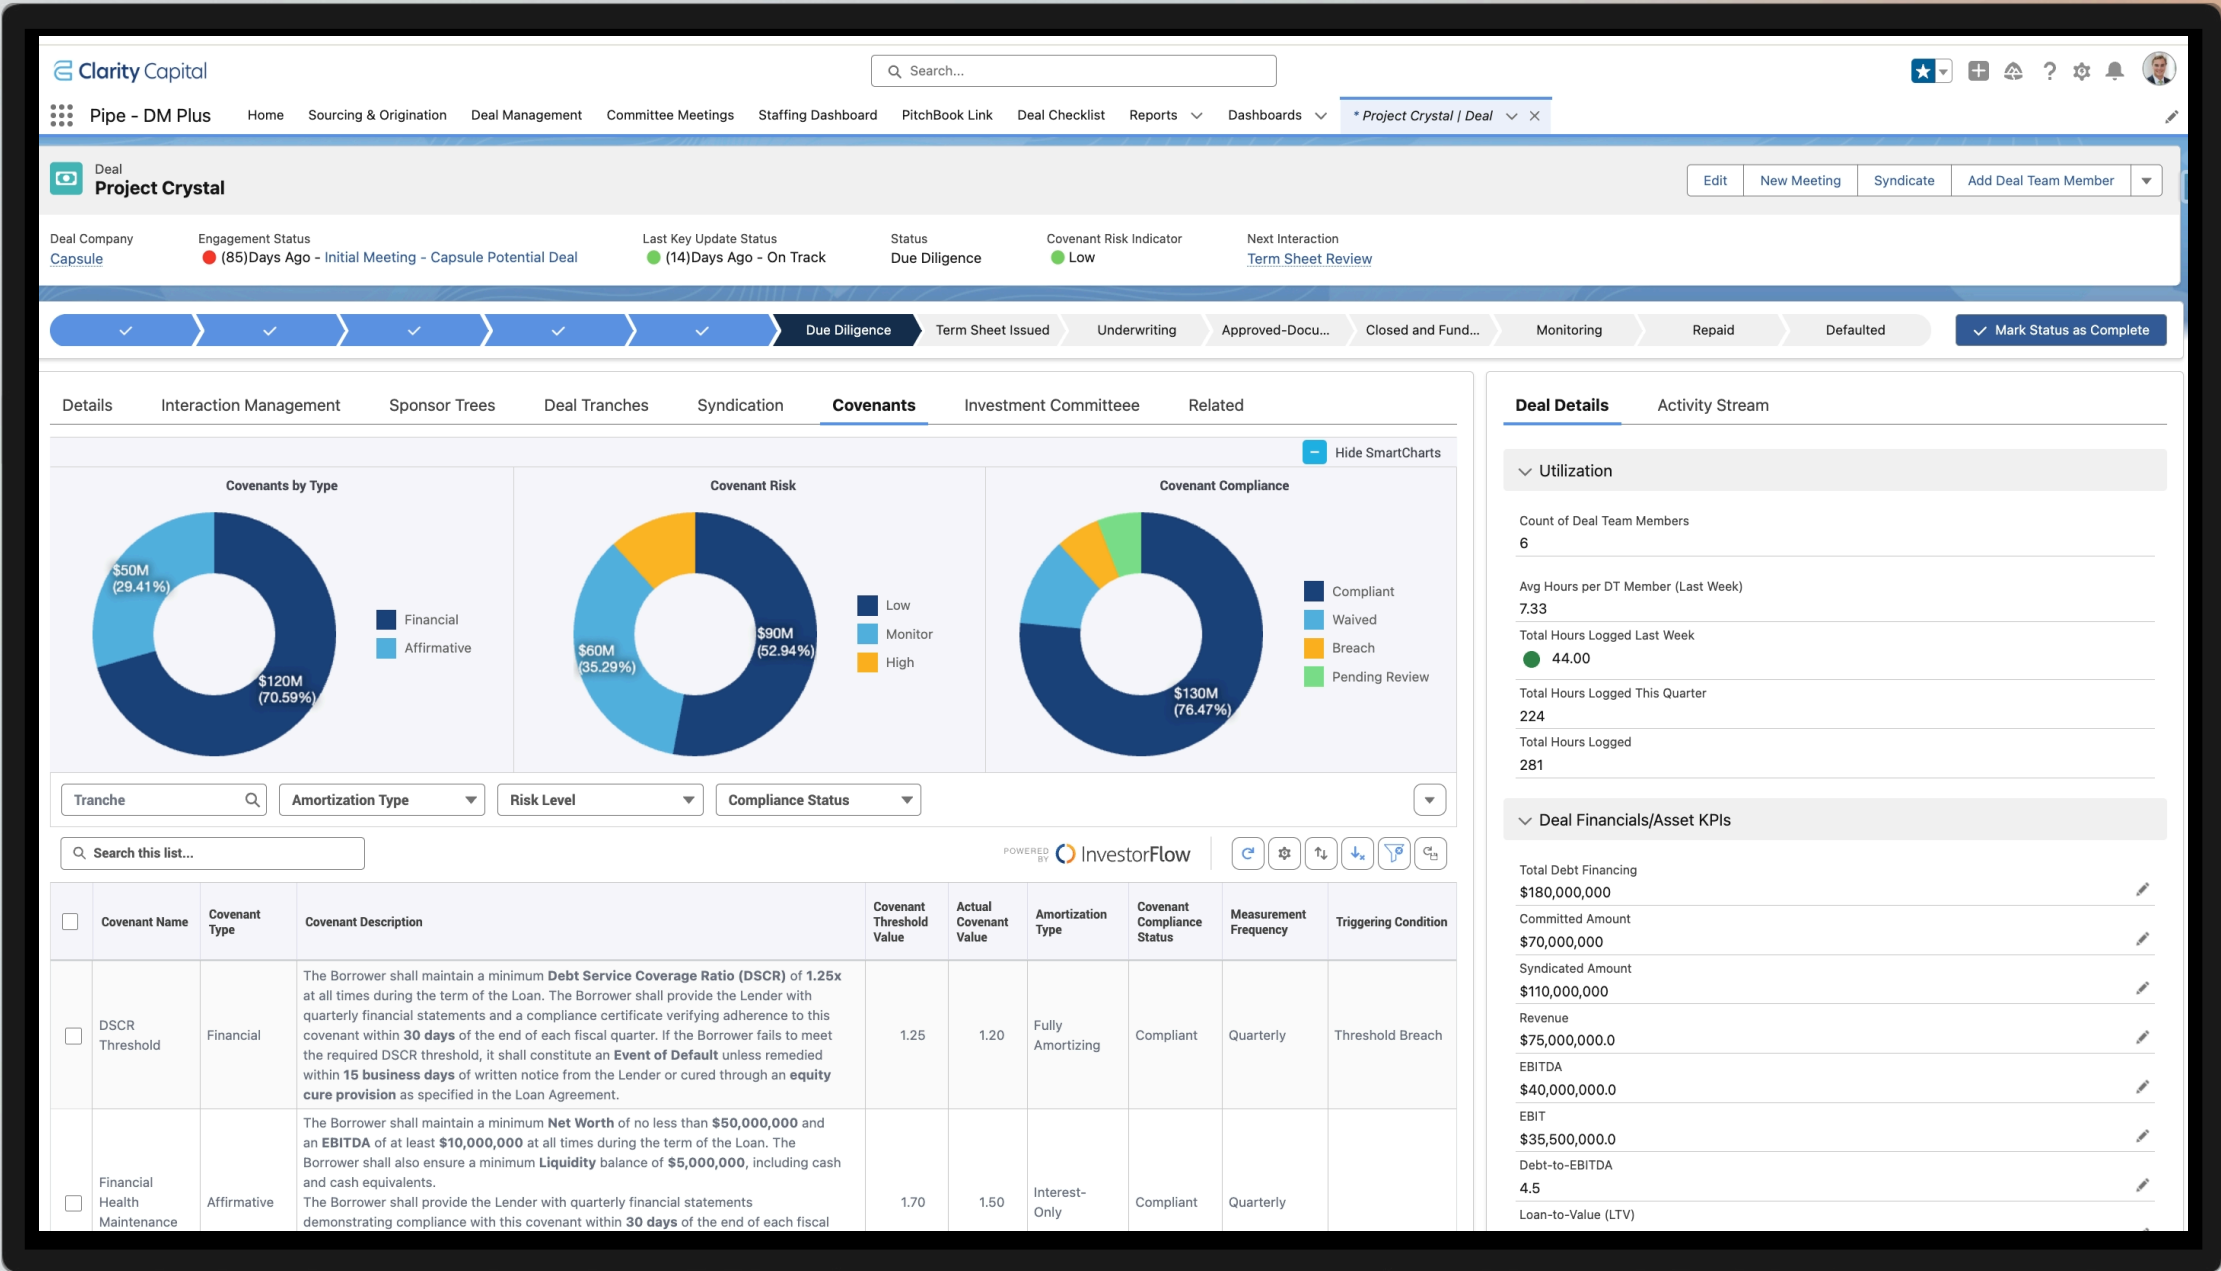 Clarity Capital
Search...
Pipe - DM Plus
Home
Sourcing & Origination
Deal Management
Committee Meetings
Staffing Dashboard
PitchBook Link
Deal Checklist
Reports
Dashboards
* Project Crystal | Deal
Deal
Project Crystal
Edit
New Meeting
Syndicate
Add Deal Team Member
Deal Company
Capsule
Engagement Status
(85)Days Ago - Initial Meeting - Capsule Potential Deal
Last Key Update Status
(14)Days Ago - On Track
Status
Due Diligence
Covenant Risk Indicator
Low
Next Interaction
Term Sheet Review
Due Diligence
Term Sheet Issued
Underwriting
Approved-Docu...
Closed and Fund...
Monitoring
Repaid
Defaulted
Mark Status as Complete
Details
Interaction Management
Sponsor Trees
Deal Tranches
Syndication
Covenants
Investment Committeee
Related
Hide SmartCharts
Covenants by Type
$50M
(29.41%)
$120M
(70.59%)
Financial
Affirmative
Covenant Risk
$60M
(35.29%)
$90M
(52.94%)
Low
Monitor
High
Covenant Compliance
$130M
(76.47%)
Compliant
Waived
Breach
Pending Review
Tranche
Amortization Type
Risk Level
Compliance Status
Search this list...
POWERED
BY
InvestorFlow
Covenant Name
Covenant
Type
Covenant Description
Covenant
Threshold
Value
Actual
Covenant
Value
Amortization
Type
Covenant
Compliance
Status
Measurement
Frequency
Triggering Condition
DSCR
Threshold
Financial
The Borrower shall maintain a minimum Debt Service Coverage Ratio (DSCR) of 1.25x
at all times during the term of the Loan. The Borrower shall provide the Lender with
quarterly financial statements and a compliance certificate verifying adherence to this
covenant within 30 days of the end of each fiscal quarter. If the Borrower fails to meet
the required DSCR threshold, it shall constitute an Event of Default unless remedied
within 15 business days of written notice from the Lender or cured through an equity
cure provision as specified in the Loan Agreement.
1.25
1.20
Fully
Amortizing
Compliant
Quarterly
Threshold Breach
Financial
Health
Maintenance
Affirmative
The Borrower shall maintain a minimum Net Worth of no less than $50,000,000 and
an EBITDA of at least $10,000,000 at all times during the term of the Loan. The
Borrower shall also ensure a minimum Liquidity balance of $5,000,000, including cash
and cash equivalents.
The Borrower shall provide the Lender with quarterly financial statements
demonstrating compliance with this covenant within 30 days of the end of each fiscal
1.70
1.50
Interest-
Only
Compliant
Quarterly
Deal Details
Activity Stream
Utilization
Count of Deal Team Members
6
Avg Hours per DT Member (Last Week)
7.33
Total Hours Logged Last Week
44.00
Total Hours Logged This Quarter
224
Total Hours Logged
281
Deal Financials/Asset KPIs
Total Debt Financing
$180,000,000
Committed Amount
$70,000,000
Syndicated Amount
$110,000,000
Revenue
$75,000,000.0
EBITDA
$40,000,000.0
EBIT
$35,500,000.0
Debt-to-EBITDA
4.5
Loan-to-Value (LTV)